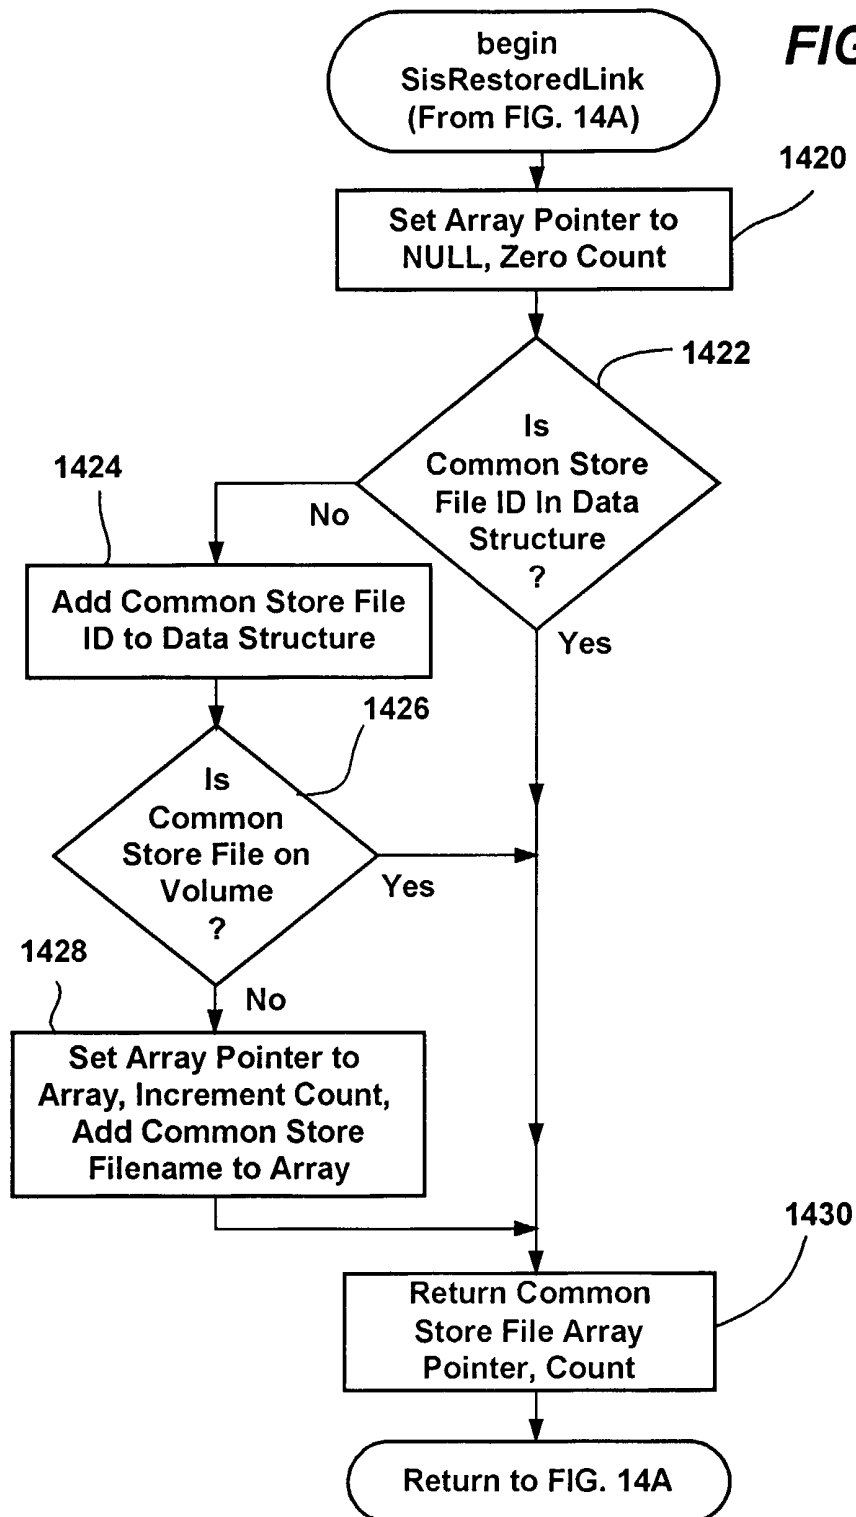 begin
SisRestoredLink
(From FIG. 14A)
FIG
1420
Set Array Pointer to
NULL, Zero Count
1422
Is
Common Store
File ID In Data
Structure
?
No
Yes
1424
Add Common Store File
ID to Data Structure
1426
Is
Common
Store File on
Volume
?
Yes
No
1428
Set Array Pointer to
Array, Increment Count,
Add Common Store
Filename to Array
1430
Return Common
Store File Array
Pointer, Count
Return to FIG. 14A